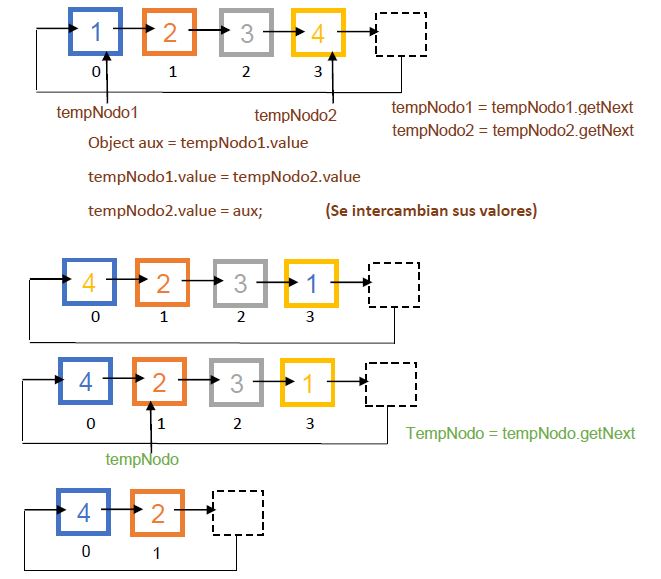 1 2 3 4
0 1 2 3
tempNodo1 tempNodo2
tempNodo1 = tempNodo1.getNext
tempNodo2 = tempNodo2.getNext
Object aux = tempNodo1.value
tempNodo1.value = tempNodo2.value
tempNodo2.value = aux; (Se intercambian sus valores)
4 2 3 1
0 1 2 3
4 2 3 1
0 1 2 3
TempNodo = tempNodo.getNext
tempNodo
4 2
0 1